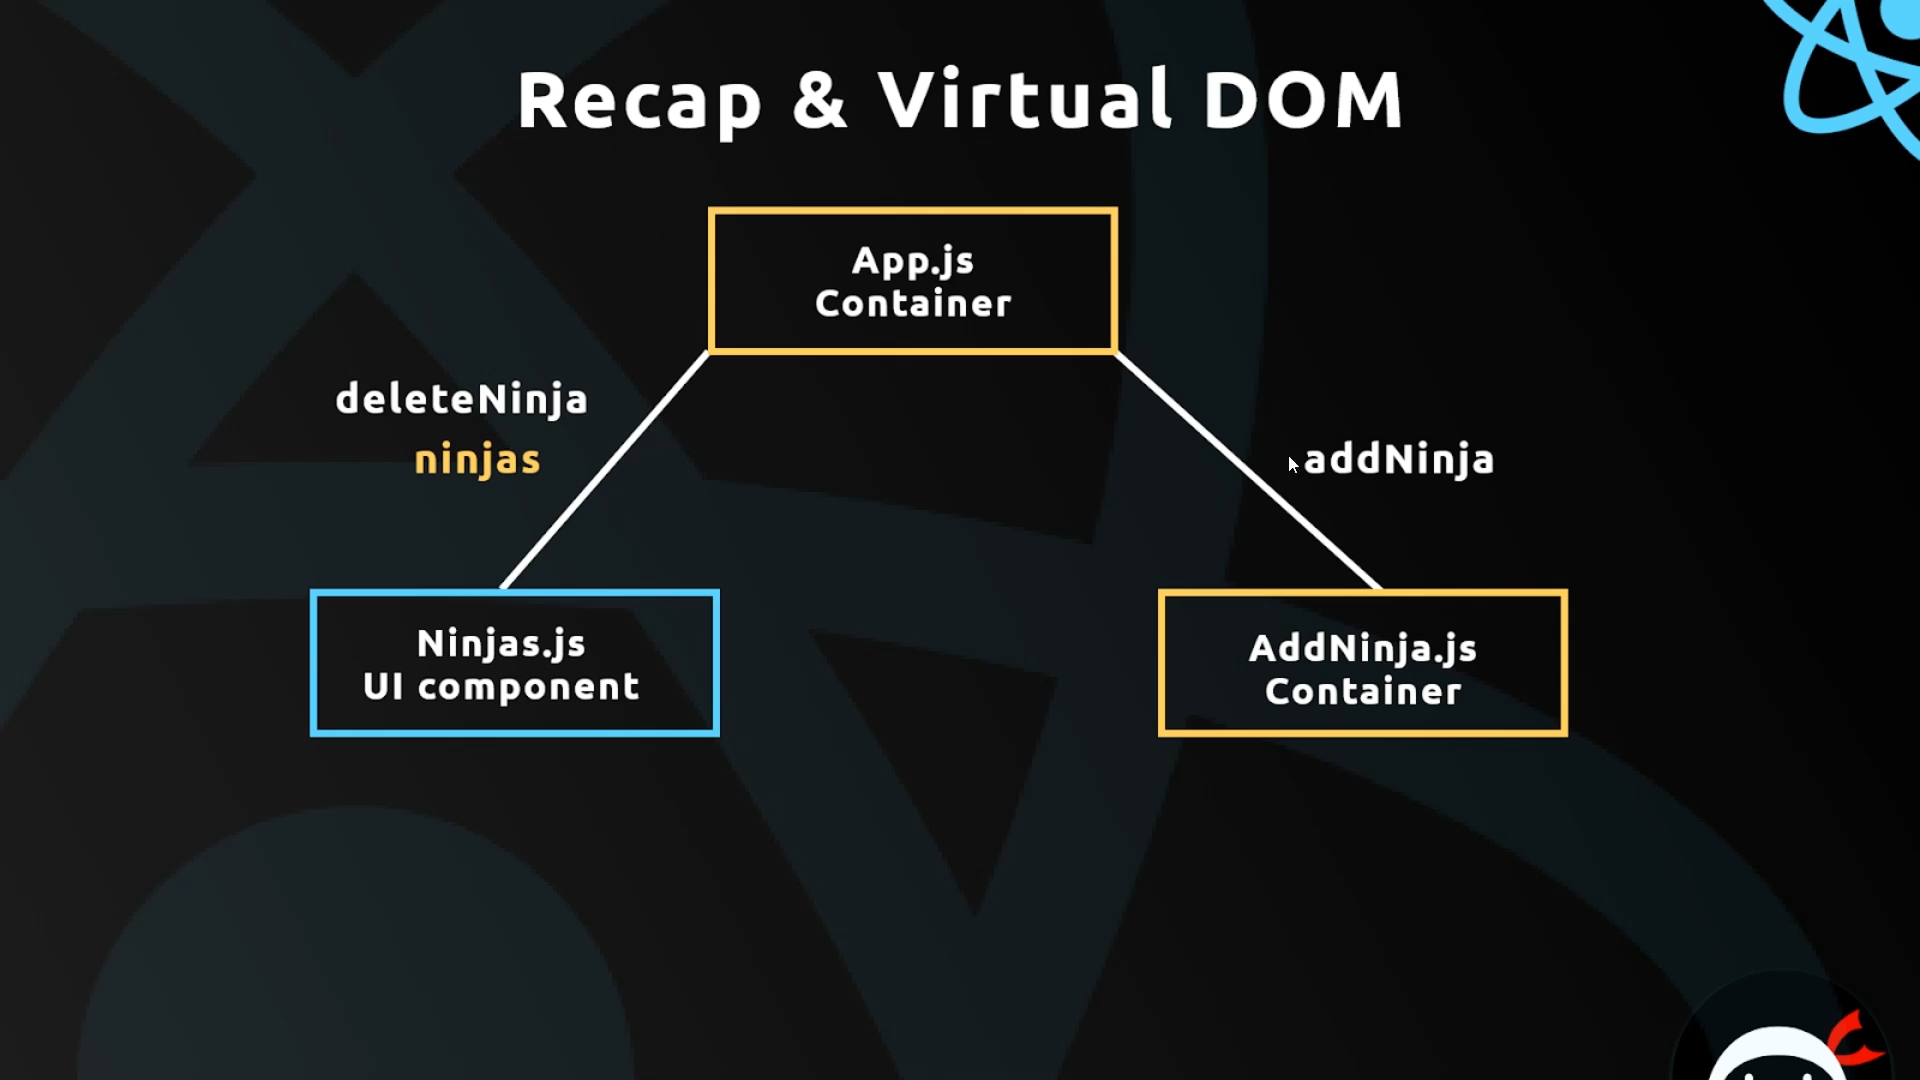 Recap & Virtual DOM
App.js
Container
deleteNinja
ninjas
addNinja
Ninjas.js
UI component
AddNinja.js
Container